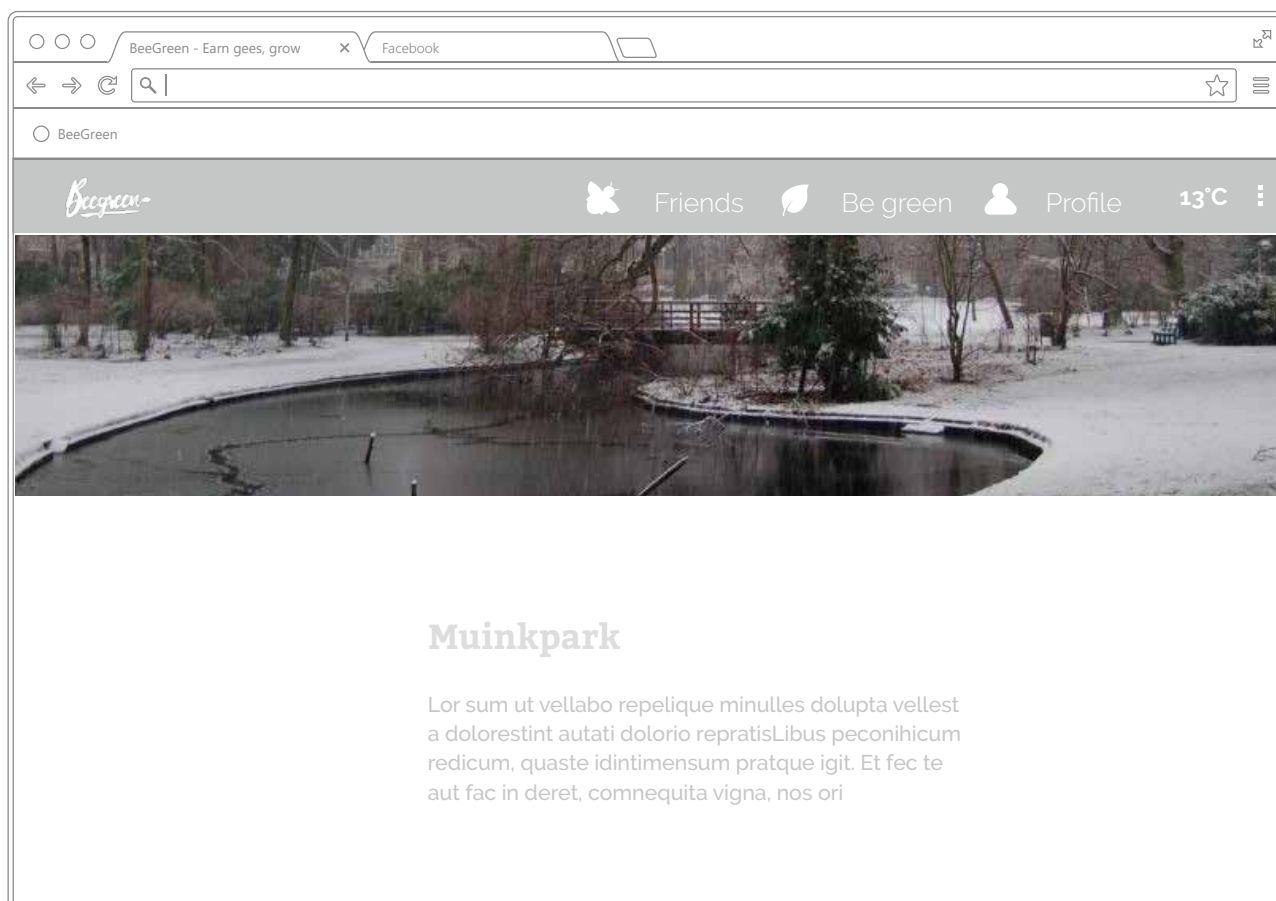 BeeGreen - Earn gees, grow
Facebook
BeeGreen
Beegreen
Friends
Be green
Profile
13°C
Muinkpark
Lor sum ut vellabo repelique minulles dolupta vellest
a dolorestint autati dolorio repratisLibus peconihicum
redicum, quaste idintimensum pratque igit. Et fec te
aut fac in deret, comnequita vigna, nos ori